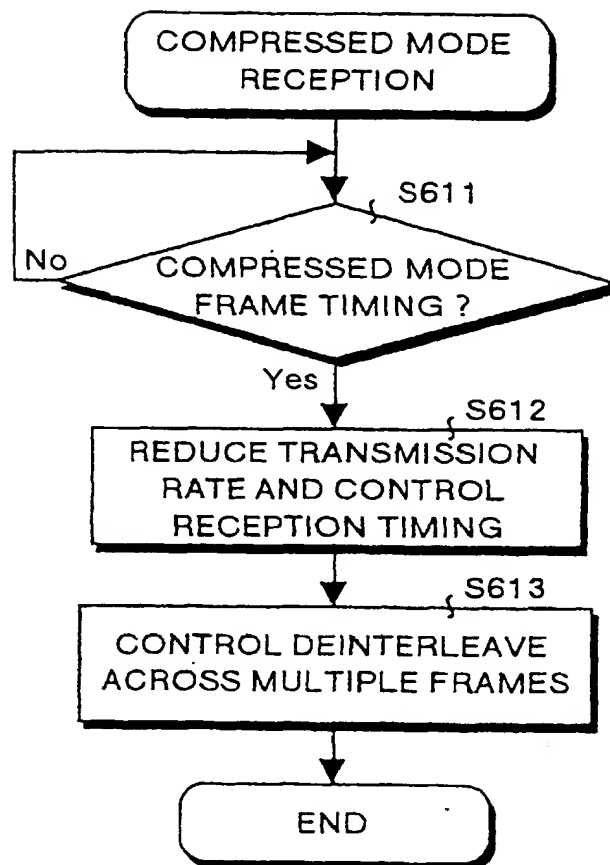 COMPRESSED MODE
RECEPTION
S611
No
COMPRESSED MODE
FRAME TIMING ?
Yes
S612
REDUCE TRANSMISSION
RATE AND CONTROL
RECEPTION TIMING
S613
CONTROL DEINTERLEAVE
ACROSS MULTIPLE FRAMES
END